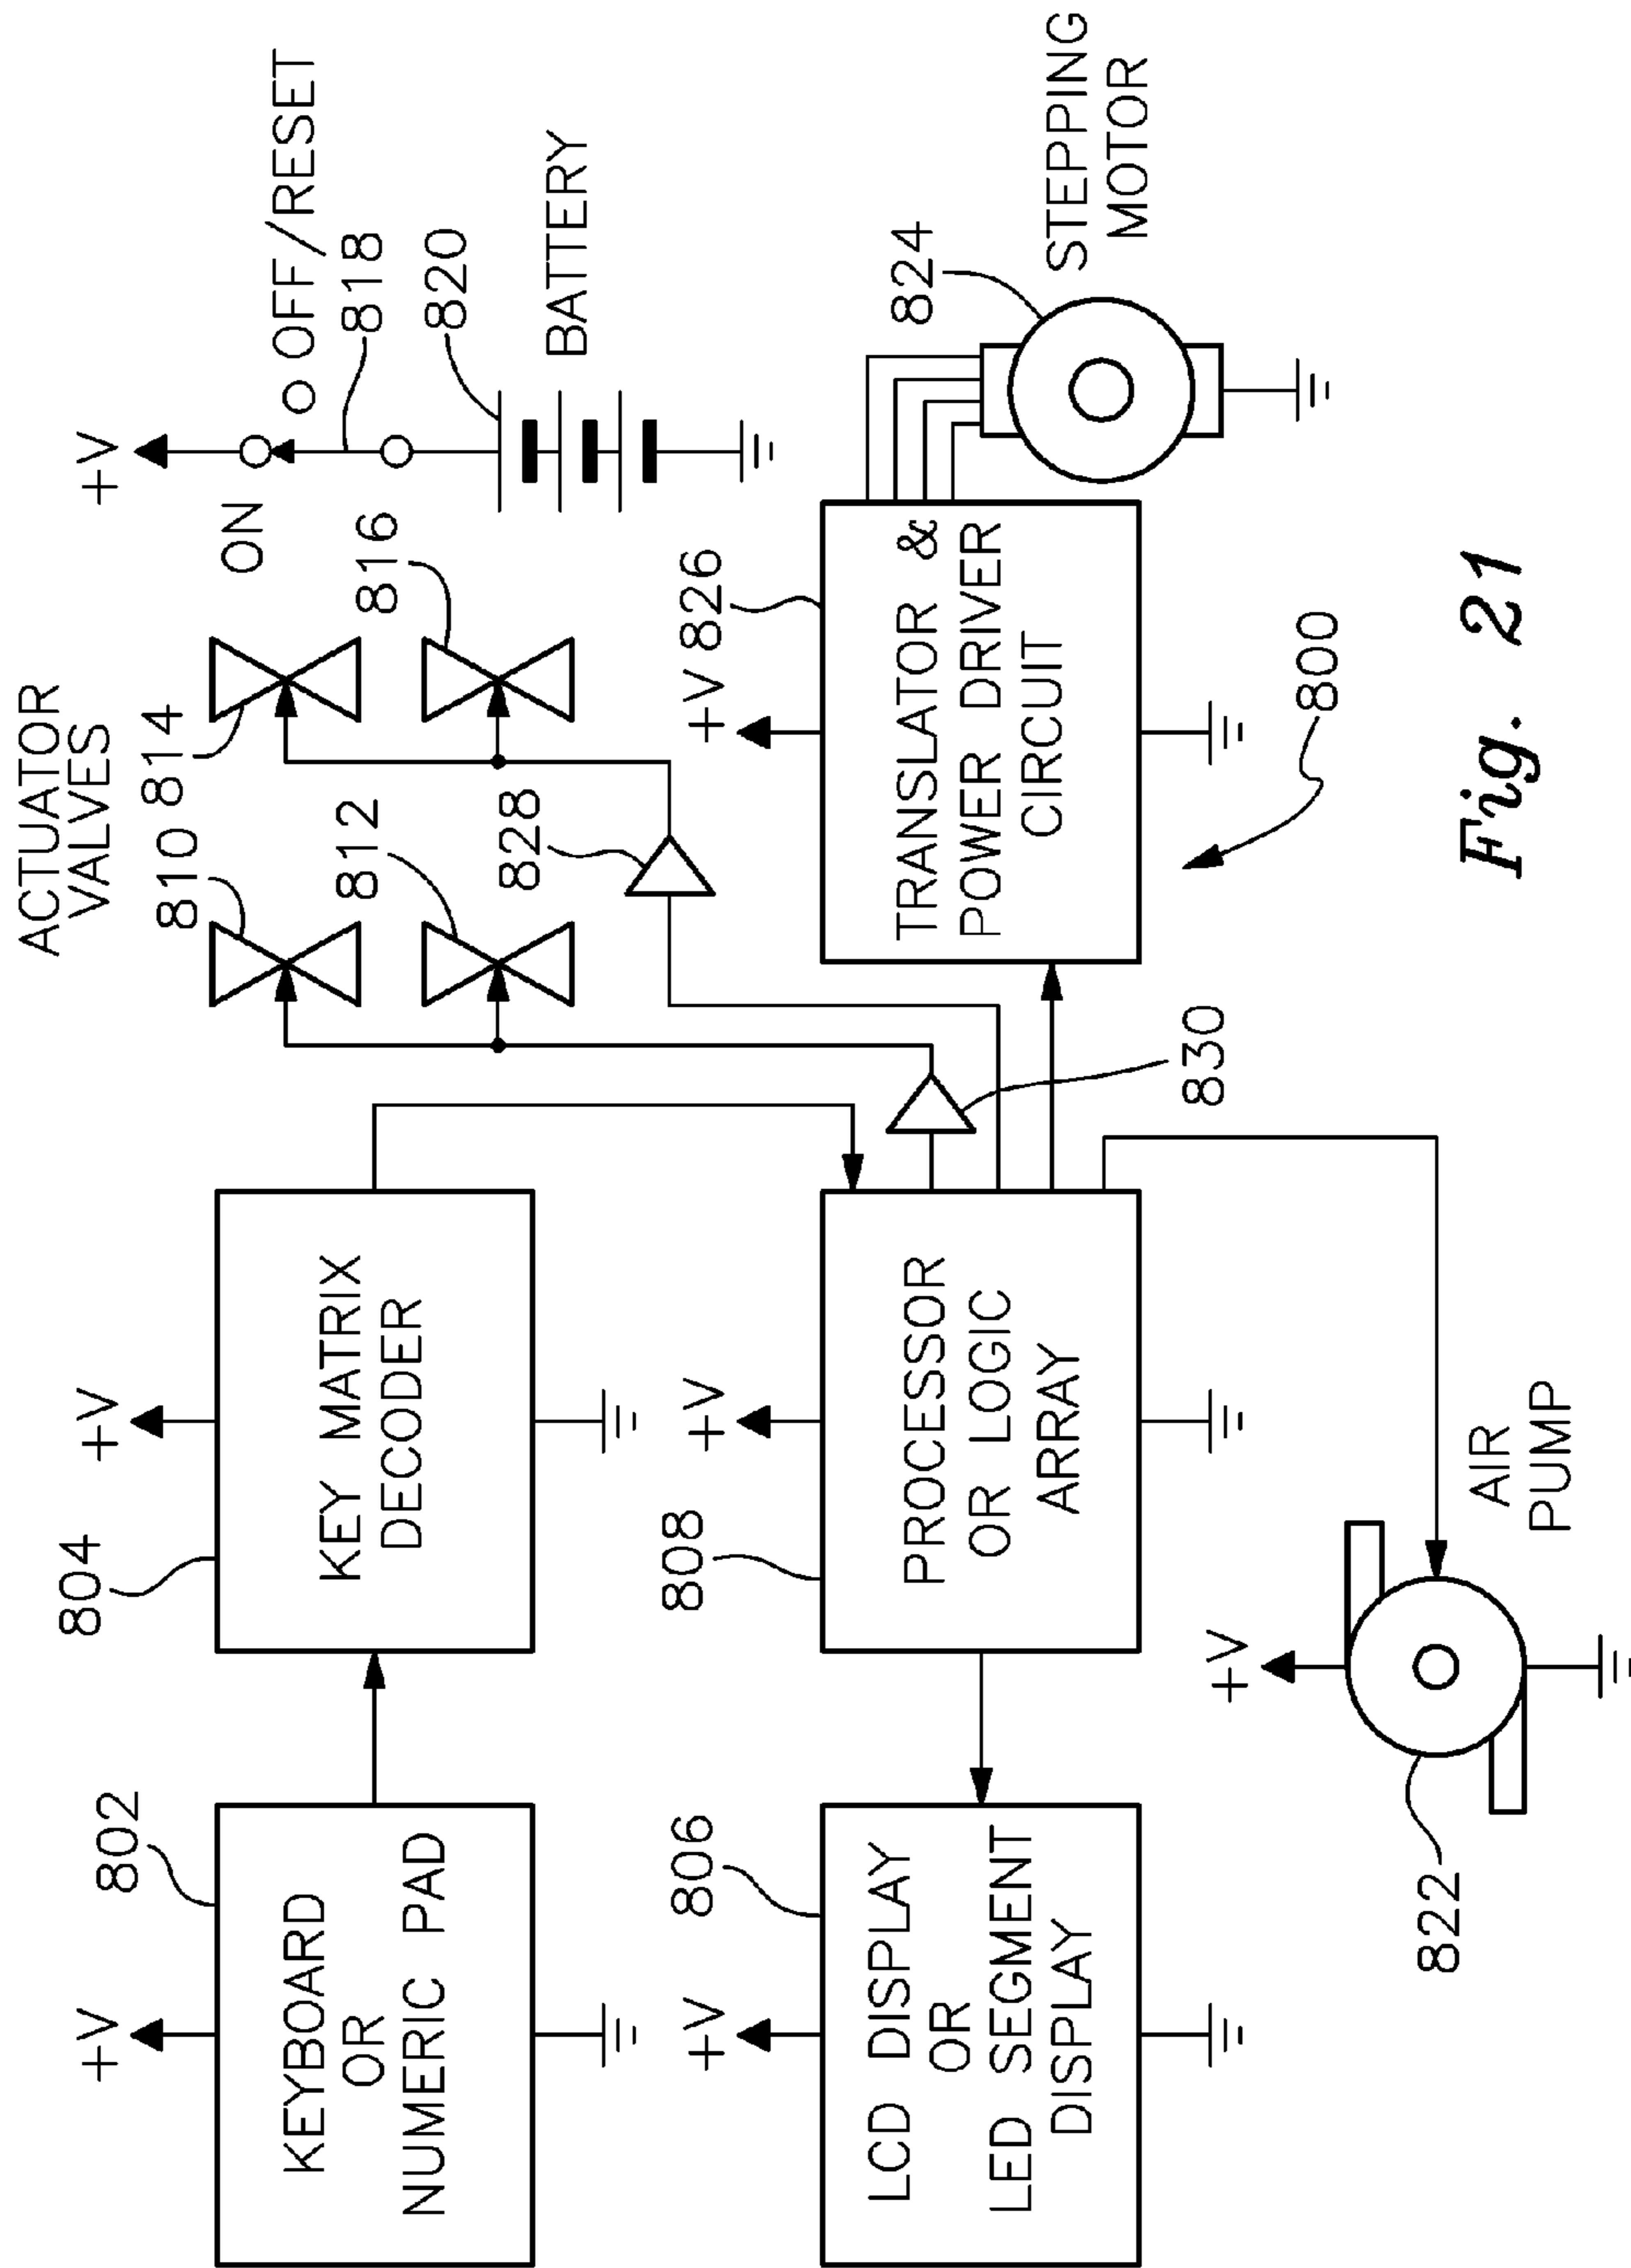 ACTUATOR
VALVES
810
814
812
816
828
+V
ON
OFF/RESET
818
820
BATTERY
+V
802
KEYBOARD
OR
NUMERIC PAD
+V
804
KEY MATRIX
DECODER
+V
806
LCD DISPLAY
OR
LED SEGMENT
DISPLAY
+V
808
PROCESSOR
OR LOGIC
ARRAY
830
+V
826
TRANSLATOR &
POWER DRIVER
CIRCUIT
824
STEPPING
MOTOR
+V
822
AIR
PUMP
800
Fig. 21